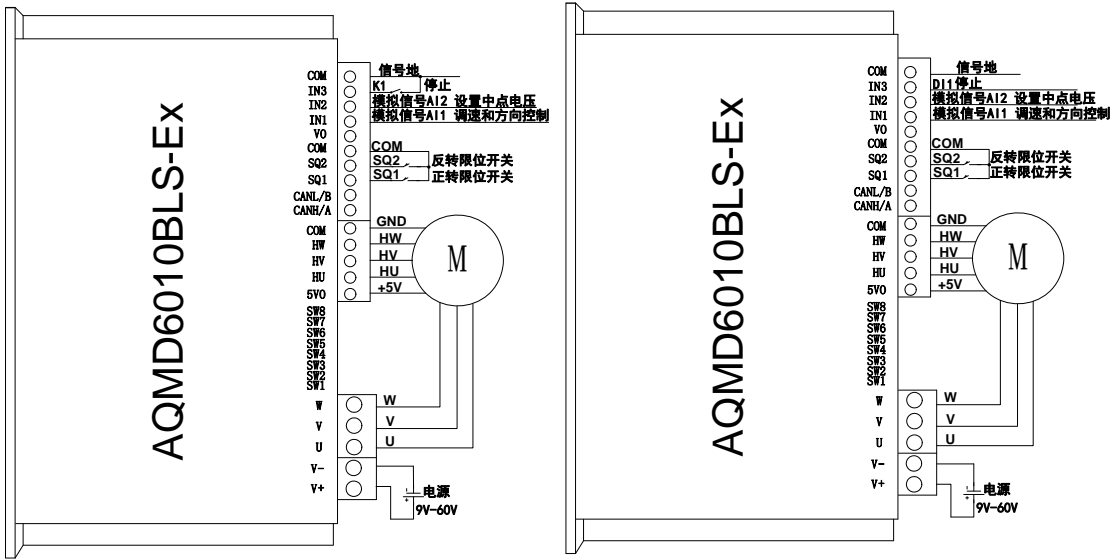 AQMD6010BLS-Ex
COM 信号地
IN3 K1 停止
IN2 模拟信号AI2 设置中点电压
IN1 模拟信号AI1 调速和方向控制
VO
COM COM
SQ2 SQ2 反转限位开关
SQ1 SQ1 正转限位开关
CANL/B
CANH/A
COM GND
HW HW
HV HV
HU HU
5VO +5V
M
SW8
SW7
SW6
SW5
SW4
SW3
SW2
SW1
W W
V V
U U
V-
V+
- 电源
+ 9V-60V
AQMD6010BLS-Ex
COM 信号地
IN3 DI1停止
IN2 模拟信号AI2 设置中点电压
IN1 模拟信号AI1 调速和方向控制
VO
COM COM
SQ2 SQ2 反转限位开关
SQ1 SQ1 正转限位开关
CANL/B
CANH/A
COM GND
HW HW
HV HV
HU HU
5VO +5V
M
SW8
SW7
SW6
SW5
SW4
SW3
SW2
SW1
W W
V V
U U
V-
V+
- 电源
+ 9V-60V